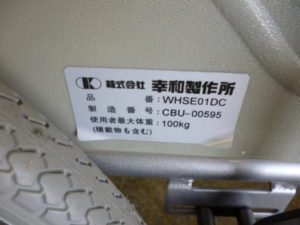 株式会社 幸和製作所
品番:WHSE01DC
製造番号:CBU-00595
使用者最大体重:100kg
(積載物も含む)